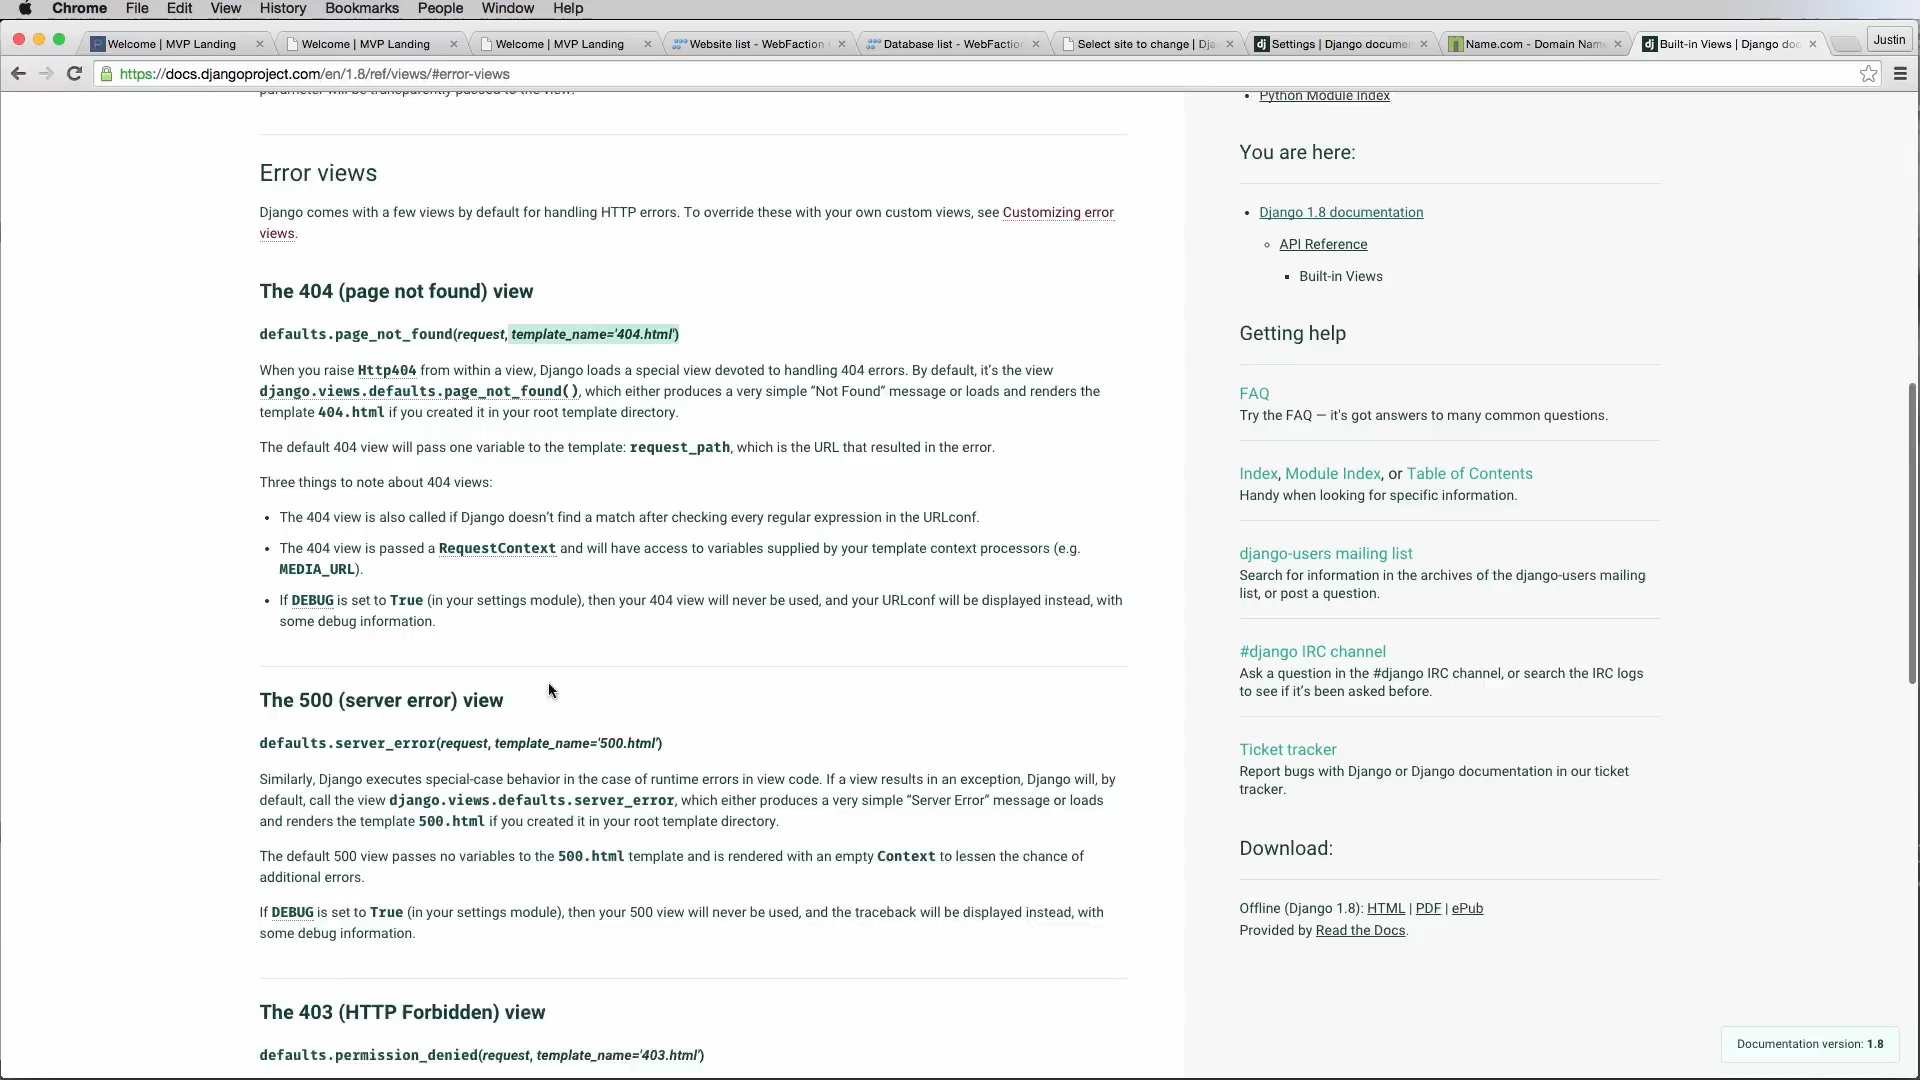 Chrome File Edit View History Bookmarks People Window Help
Welcome | MVP Landing
Welcome | MVP Landing
Welcome | MVP Landing
Website list - WebFaction
Database list - WebFactio
Select site to change | Dja
Settings | Django docume
Name.com - Domain Nam
Built-in Views | Django doc
Justin
https://docs.djangoproject.com/en/1.8/ref/views/#error-views
parameter will be transparently passed to the view.
Error views
Django comes with a few views by default for handling HTTP errors. To override these with your own custom views, see Customizing error
views.
The 404 (page not found) view
defaults.page_not_found(request, template_name='404.html')
When you raise Http404 from within a view, Django loads a special view devoted to handling 404 errors. By default, it’s the view
django.views.defaults.page_not_found(), which either produces a very simple “Not Found” message or loads and renders the
template 404.html if you created it in your root template directory.
The default 404 view will pass one variable to the template: request_path, which is the URL that resulted in the error.
Three things to note about 404 views:
• The 404 view is also called if Django doesn’t find a match after checking every regular expression in the URLconf.
• The 404 view is passed a RequestContext and will have access to variables supplied by your template context processors (e.g.
MEDIA_URL).
• If DEBUG is set to True (in your settings module), then your 404 view will never be used, and your URLconf will be displayed instead, with
some debug information.
The 500 (server error) view
defaults.server_error(request, template_name='500.html')
Similarly, Django executes special-case behavior in the case of runtime errors in view code. If a view results in an exception, Django will, by
default, call the view django.views.defaults.server_error, which either produces a very simple “Server Error” message or loads
and renders the template 500.html if you created it in your root template directory.
The default 500 view passes no variables to the 500.html template and is rendered with an empty Context to lessen the chance of
additional errors.
If DEBUG is set to True (in your settings module), then your 500 view will never be used, and the traceback will be displayed instead, with
some debug information.
The 403 (HTTP Forbidden) view
defaults.permission_denied(request, template_name='403.html')
• Python Module Index
You are here:
• Django 1.8 documentation
◦ API Reference
▪ Built-in Views
Getting help
FAQ
Try the FAQ — it's got answers to many common questions.
Index, Module Index, or Table of Contents
Handy when looking for specific information.
django-users mailing list
Search for information in the archives of the django-users mailing
list, or post a question.
#django IRC channel
Ask a question in the #django IRC channel, or search the IRC logs
to see if it’s been asked before.
Ticket tracker
Report bugs with Django or Django documentation in our ticket
tracker.
Download:
Offline (Django 1.8): HTML | PDF | ePub
Provided by Read the Docs.
Documentation version: 1.8